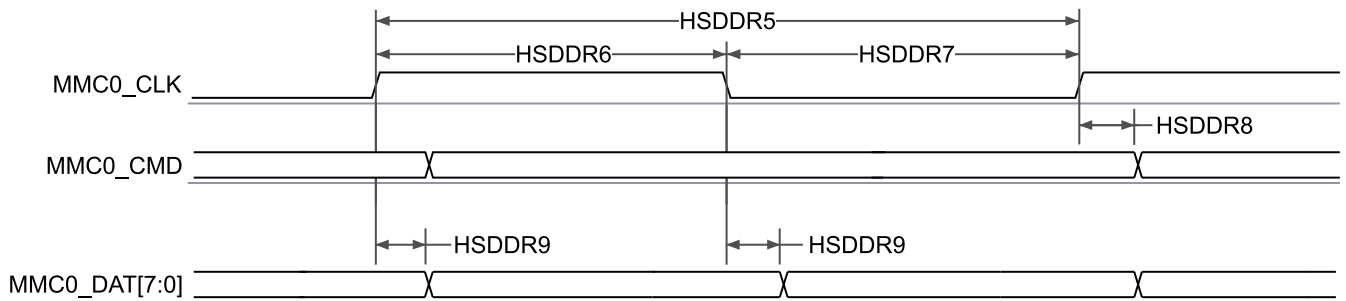 HSDDR5
HSDDR6
HSDDR7
MMC0_CLK
HSDDR8
MMC0_CMD
HSDDR9
HSDDR9
MMC0_DAT[7:0]